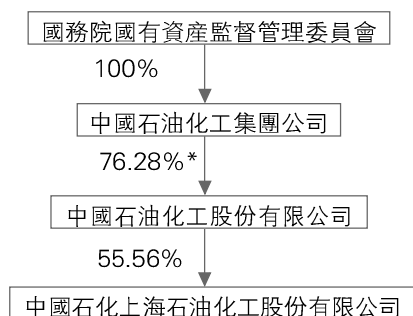 國務院國有資產監督管理委員會
100%
中國石油化工集團公司
76.28%*
中國石油化工股份有限公司
55.56%
中國石化上海石油化工股份有限公司